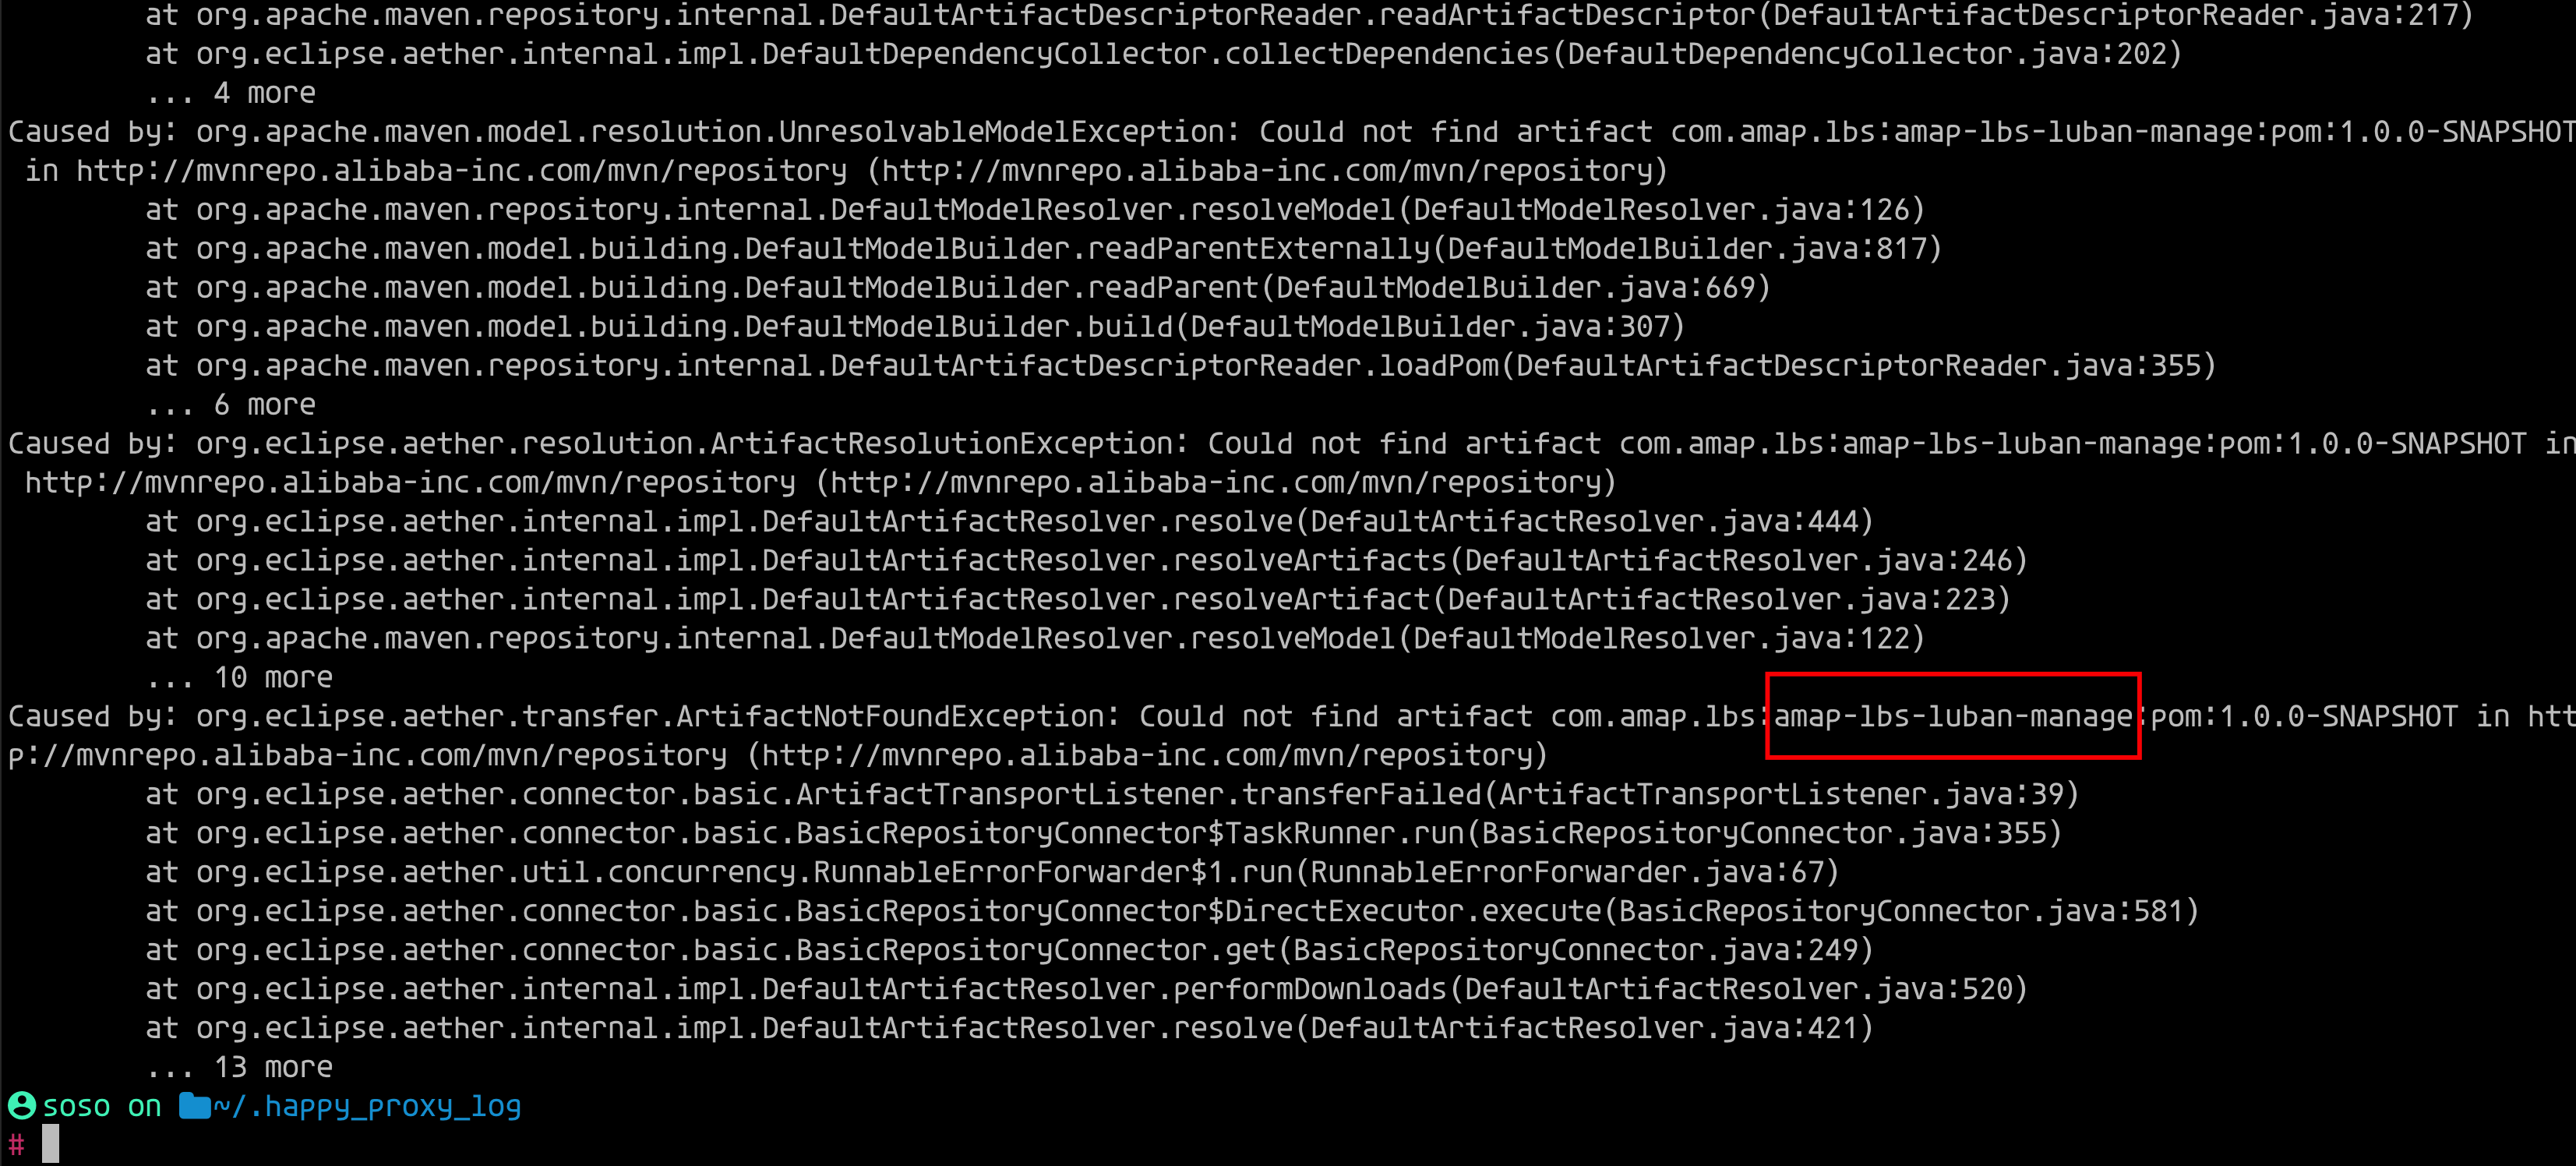 at org.apache.maven.repository.internal.DefaultArtifactDescriptorReader.readArtifactDescriptor(DefaultArtifactDescriptorReader.java:217)
at org.eclipse.aether.internal.impl.DefaultDependencyCollector.collectDependencies(DefaultDependencyCollector.java:202)
... 4 more
Caused by: org.apache.maven.model.resolution.UnresolvableModelException: Could not find artifact com.amap.lbs:amap-lbs-luban-manage:pom:1.0.0-SNAPSHOT
in http://mvnrepo.alibaba-inc.com/mvn/repository (http://mvnrepo.alibaba-inc.com/mvn/repository)
at org.apache.maven.repository.internal.DefaultModelResolver.resolveModel(DefaultModelResolver.java:126)
at org.apache.maven.model.building.DefaultModelBuilder.readParentExternally(DefaultModelBuilder.java:817)
at org.apache.maven.model.building.DefaultModelBuilder.readParent(DefaultModelBuilder.java:669)
at org.apache.maven.model.building.DefaultModelBuilder.build(DefaultModelBuilder.java:307)
at org.apache.maven.repository.internal.DefaultArtifactDescriptorReader.loadPom(DefaultArtifactDescriptorReader.java:355)
... 6 more
Caused by: org.eclipse.aether.resolution.ArtifactResolutionException: Could not find artifact com.amap.lbs:amap-lbs-luban-manage:pom:1.0.0-SNAPSHOT in
http://mvnrepo.alibaba-inc.com/mvn/repository (http://mvnrepo.alibaba-inc.com/mvn/repository)
at org.eclipse.aether.internal.impl.DefaultArtifactResolver.resolve(DefaultArtifactResolver.java:444)
at org.eclipse.aether.internal.impl.DefaultArtifactResolver.resolveArtifacts(DefaultArtifactResolver.java:246)
at org.eclipse.aether.internal.impl.DefaultArtifactResolver.resolveArtifact(DefaultArtifactResolver.java:223)
at org.apache.maven.repository.internal.DefaultModelResolver.resolveModel(DefaultModelResolver.java:122)
... 10 more
Caused by: org.eclipse.aether.transfer.ArtifactNotFoundException: Could not find artifact com.amap.lbs:amap-lbs-luban-manage:pom:1.0.0-SNAPSHOT in htt
p://mvnrepo.alibaba-inc.com/mvn/repository (http://mvnrepo.alibaba-inc.com/mvn/repository)
at org.eclipse.aether.connector.basic.ArtifactTransportListener.transferFailed(ArtifactTransportListener.java:39)
at org.eclipse.aether.connector.basic.BasicRepositoryConnector$TaskRunner.run(BasicRepositoryConnector.java:355)
at org.eclipse.aether.util.concurrency.RunnableErrorForwarder$1.run(RunnableErrorForwarder.java:67)
at org.eclipse.aether.connector.basic.BasicRepositoryConnector$DirectExecutor.execute(BasicRepositoryConnector.java:581)
at org.eclipse.aether.connector.basic.BasicRepositoryConnector.get(BasicRepositoryConnector.java:249)
at org.eclipse.aether.internal.impl.DefaultArtifactResolver.performDownloads(DefaultArtifactResolver.java:520)
at org.eclipse.aether.internal.impl.DefaultArtifactResolver.resolve(DefaultArtifactResolver.java:421)
... 13 more
soso on ~/.happy_proxy_log
#